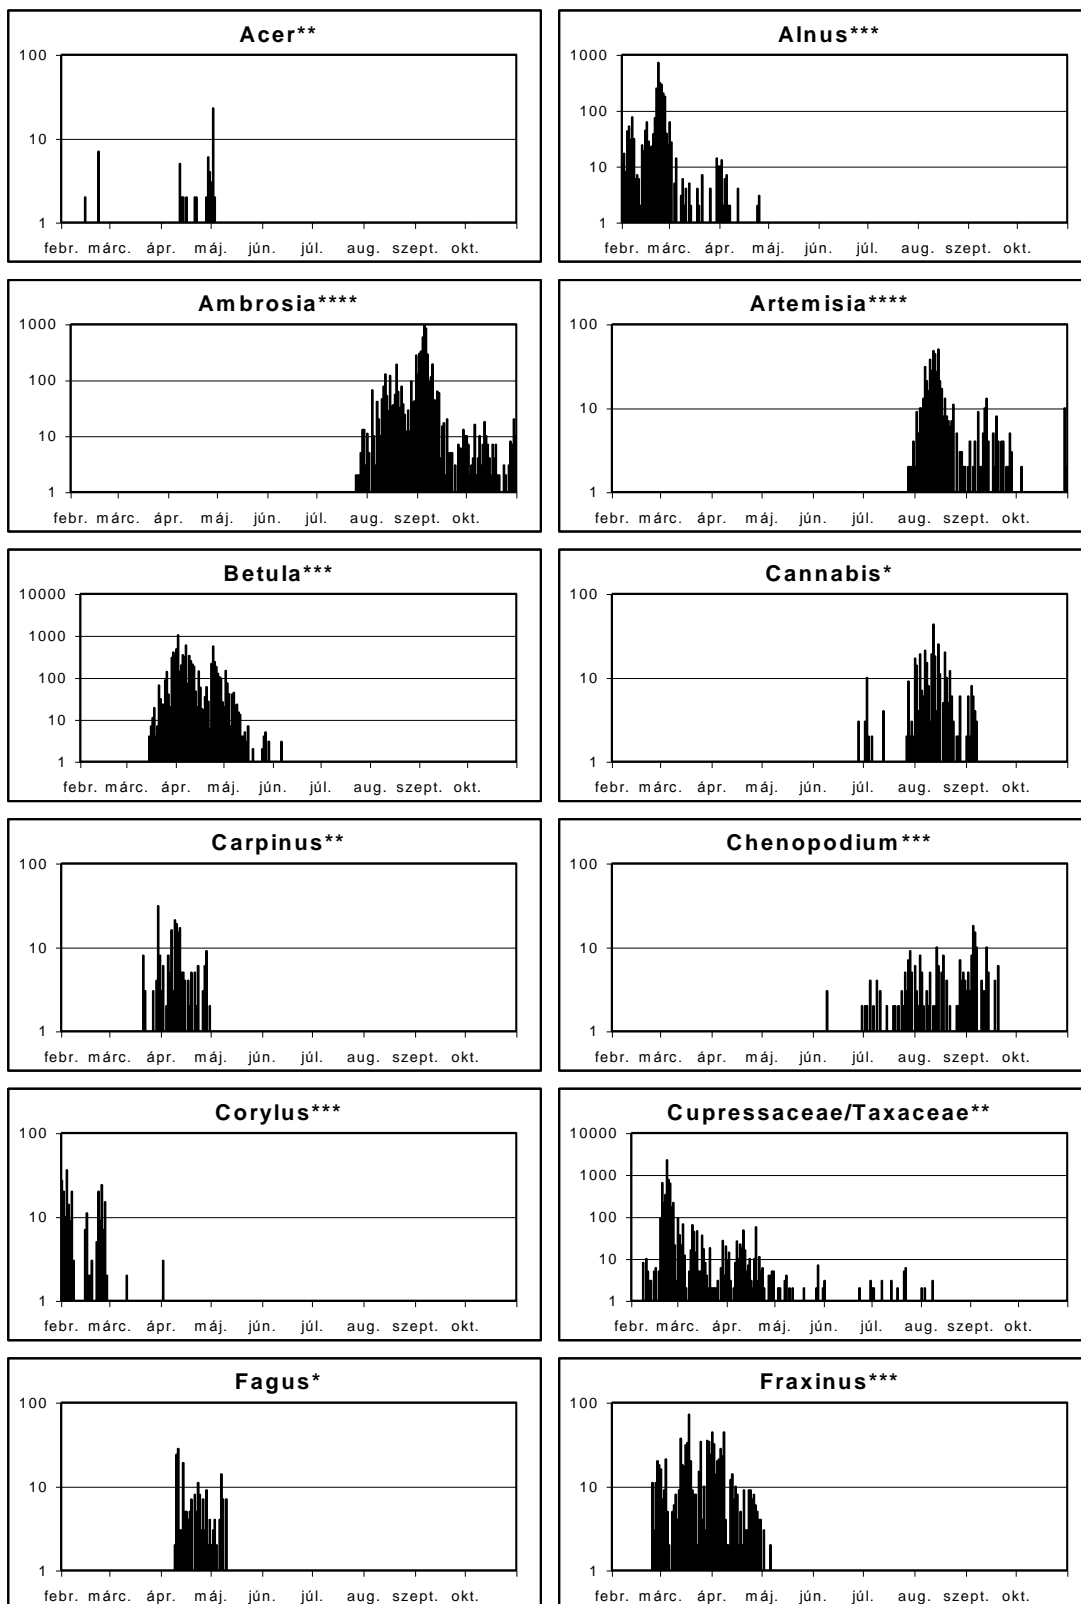 Acer**
100
10
1
febr. márc. ápr. máj. jún. júl. aug. szept. okt.
Alnus***
1000
100
10
1
febr. márc. ápr. máj. jún. júl. aug. szept. okt.
Ambrosia****
1000
100
10
1
febr. márc. ápr. máj. jún. júl. aug. szept. okt.
Artemisia****
100
10
1
febr. márc. ápr. máj. jún. júl. aug. szept. okt.
Betula***
10000
1000
100
10
1
febr. márc. ápr. máj. jún. júl. aug. szept. okt.
Cannabis*
100
10
1
febr. márc. ápr. máj. jún. júl. aug. szept. okt.
Carpinus**
100
10
1
febr. márc. ápr. máj. jún. júl. aug. szept. okt.
Chenopodium***
100
10
1
febr. márc. ápr. máj. jún. júl. aug. szept. okt.
Corylus***
100
10
1
febr. márc. ápr. máj. jún. júl. aug. szept. okt.
Cupressaceae/Taxaceae**
10000
1000
100
10
1
febr. márc. ápr. máj. jún. júl. aug. szept. okt.
Fagus*
100
10
1
febr. márc. ápr. máj. jún. júl. aug. szept. okt.
Fraxinus***
100
10
1
febr. márc. ápr. máj. jún. júl. aug. szept. okt.